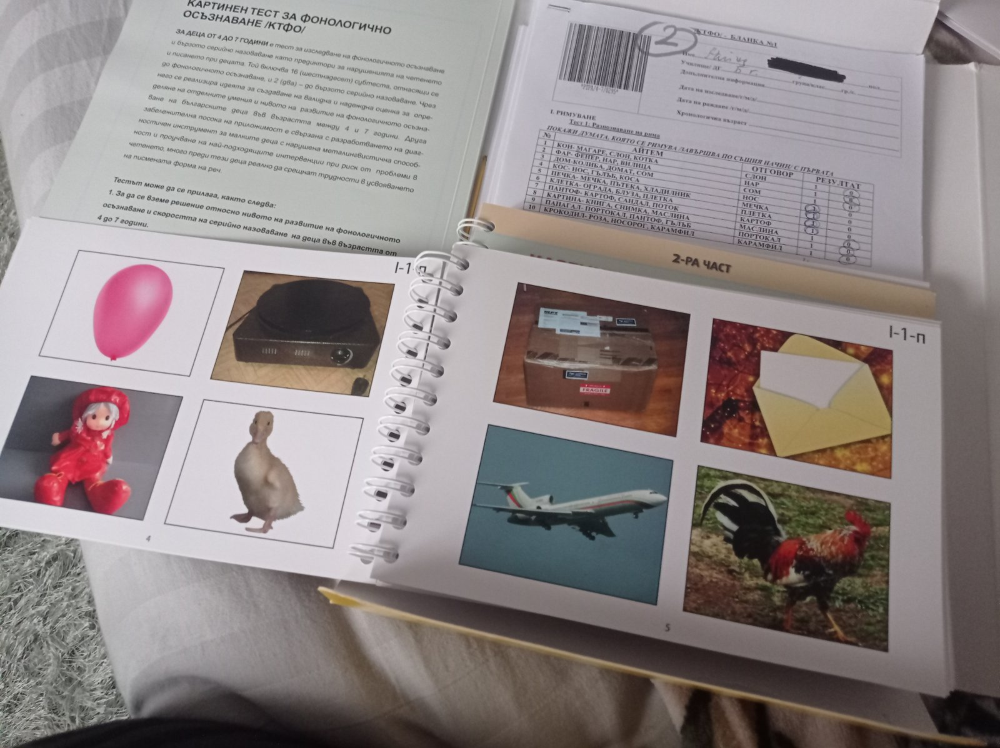 КАРТИНЕН ТЕСТ ЗА ФОНОЛОГИЧНО
ОСЪЗНАВАНЕ /КТФО/
ЗА ДЕЦА ОТ 4 ДО 7 ГОДИНИ е тест за изследване на фонологичното осъзнаване
и бързото серийно назоваване като предиктори за нарушенията на четенето
и писането при децата. Той включва 16 (шестнадесет) субтеста, отнасящи се
до фонологичното осъзнаване, и 2 (два) – до бързото серийно назоваване. Чрез
него се реализира идеята за създаване на валидна и надеждна оценка за опре-
деляне на отделните умения и нивото на развитие на фонологичното осъзна-
ване на българските деца във възрастта между 4 и 7 години. Друга
забележителна посока на приложимост е свързана с разработването на диаг-
ностичен инструмент за малките деца с нарушена металингвистична способ-
ност и проучване на най-подходящите интервенции при риск от проблеми в
четенето, много преди тези деца реално да срещнат трудности в усвояването
на писмената форма на реч.
Тестът може да се прилага, както следва:
1. За да се вземе решение относно нивото на развитие на фонологичното
осъзнаване и скоростта на серийно назоваване на деца във възрастта от
4 до 7 години.
2
/КТФО/ - БЛАНКА №1
Име
Училище/ ДГ група/клас пол
Допълнителна информация гр./с.
Дата на изследване/г/м/д/
Дата на раждане /г/м/д/
Хронологична възраст
I. РИМУВАНЕ
Тест 1: Разпознаване на рима
ПОКАЖИ ДУМАТА, КОЯТО СЕ РИМУВА /ЗАВЪРШВА ПО СЪЩИЯ НАЧИН/ С ПЪРВАТА
№ АЙТЕМ ОТГОВОР РЕЗУЛТАТ
1 КОН- МАГАРЕ, СЛОН, КОТКА СЛОН 1 0
2 ФАР- ФЕНЕР, НАР, ВИЛИЦА НАР 1 0
3 ДОМ-КОЛИБА, ДОМАТ, СОМ СОМ 1 0
4 КОС- НОС, ГЪЛЪБ, КОСА НОС 1 0
5 ПЕЧКА- МЕЧКА, ПЪТЕКА, ХЛАДИЛНИК МЕЧКА 1 0
6 КЛЕТКА- ОГРАДА, БЛУЗА, ПЛЕТКА ПЛЕТКА 1 0
7 ПАНТОФ- КАРТОФ, САНДАЛ, ПОТОК КАРТОФ 1 0
8 КАРТИНА- КНИГА, СНИМКА, МАСЛИНА МАСЛИНА 1 0
9 ПАПАГАЛ- ПОРТОКАЛ, ПАНТОФ, ГЪЛЪБ ПОРТОКАЛ 1 0
10 КРОКОДИЛ- РОЗА, НОСОРОГ, КАРАМФИЛ КАРАМФИЛ 1 0
2-РА ЧАСТ
I-1-п
4
FRAGILE
I-1-п
5